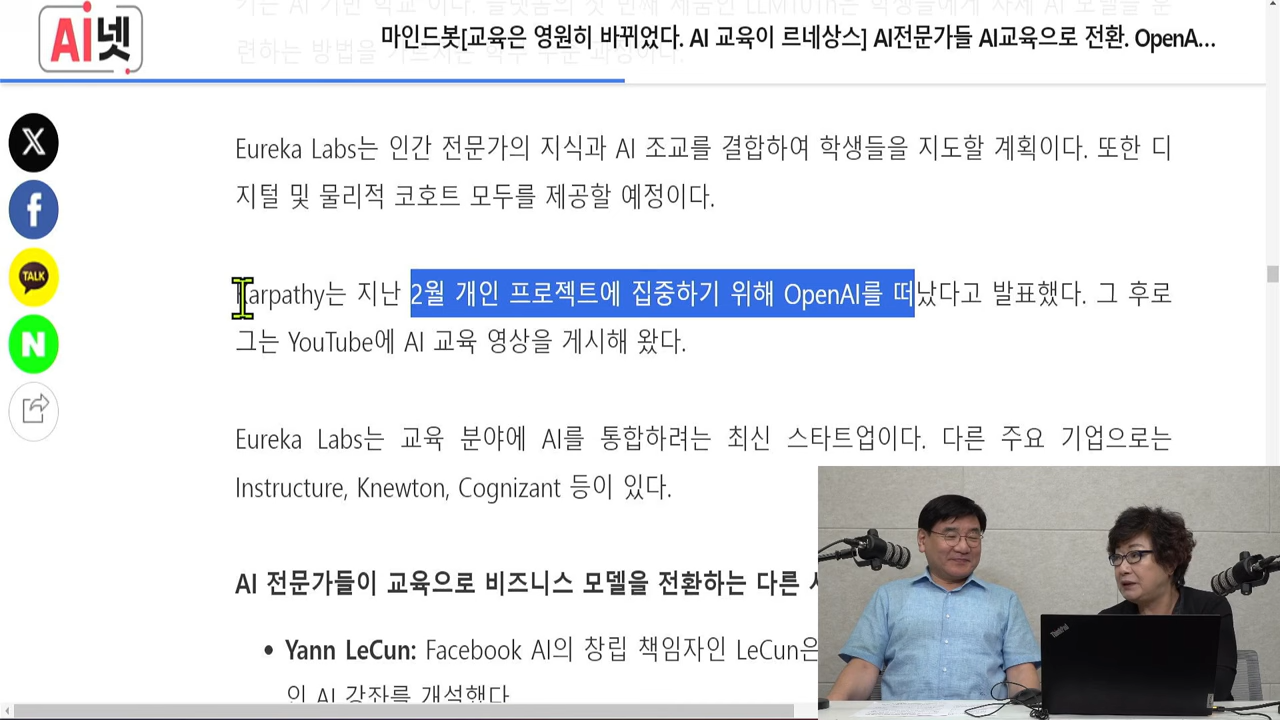 Ai넷
마인드봇[교육은 영원히 바뀌었다. AI 교육이 르네상스] AI전문가들 AI교육으로 전환. OpenA...
Eureka Labs는 인간 전문가의 지식과 AI 조교를 결합하여 학생들을 지도할 계획이다. 또한 디
지털 및 물리적 코호트 모두를 제공할 예정이다.
Karpathy는 지난 2월 개인 프로젝트에 집중하기 위해 OpenAI를 떠났다고 발표했다. 그 후로
그는 YouTube에 AI 교육 영상을 게시해 왔다.
TALK
N
Eureka Labs는 교육 분야에 AI를 통합하려는 최신 스타트업이다. 다른 주요 기업으로는
Instructure, Knewton, Cognizant 등이 있다.
AI 전문가들이 교육으로 비즈니스 모델을 전환하는 다른
• Yann LeCun: Facebook AI의 창립 책임자인 LeCun은
인 AI 강좌를 개설했다
ThinkPad